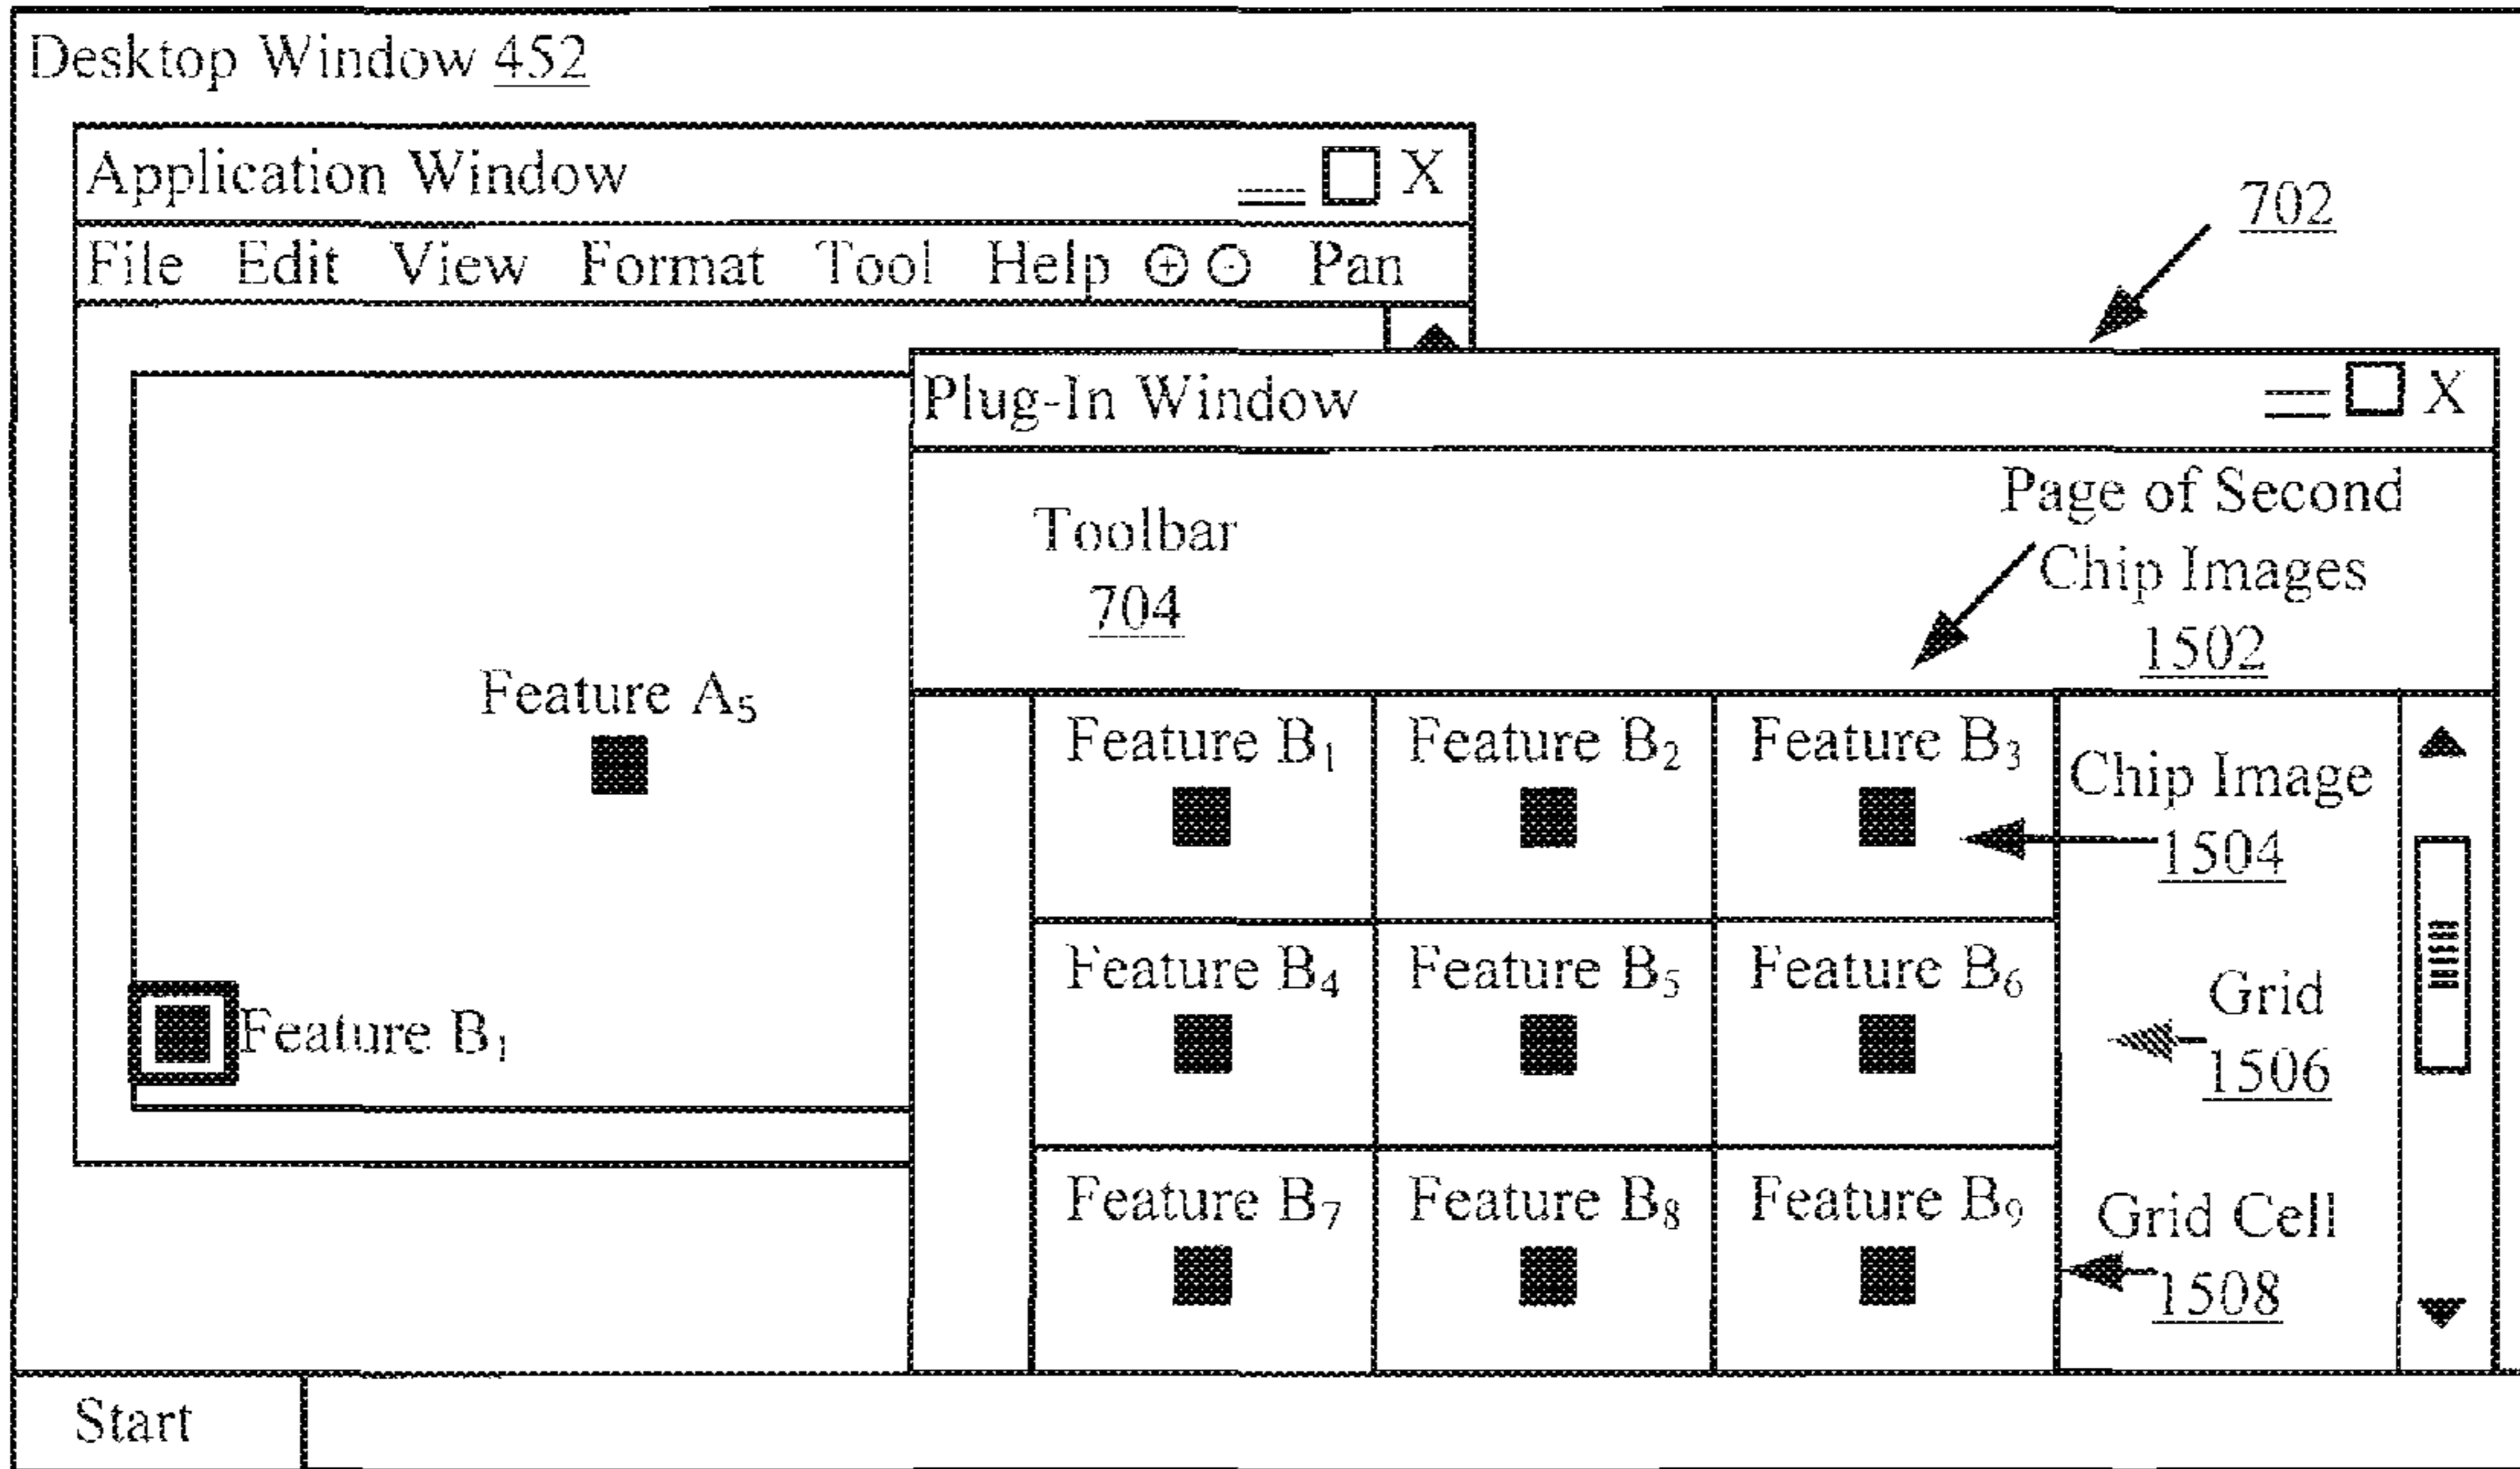 Desktop Window 452
Application Window X
File Edit View Format Tool Help + - Pan
702
Plug-In Window X
Toolbar
704
Page of Second
Chip Images
1502
Feature A₅
Feature B₁
Feature B₁ Feature B₂ Feature B₃
Feature B₄ Feature B₅ Feature B₆
Feature B₇ Feature B₈ Feature B₉
Chip Image
1504
Grid
1506
Grid Cell
1508
Start